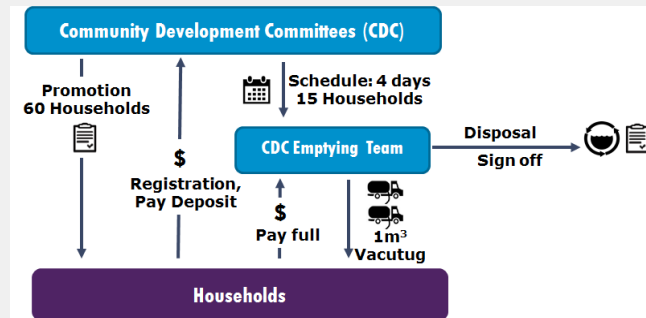 Community Development Committees (CDC)
Promotion
60 Households
$
Registration,
Pay Deposit
Schedule: 4 days
15 Households
CDC Emptying Team
Disposal
Sign off
$
Pay full
1m³
Vacutug
Households